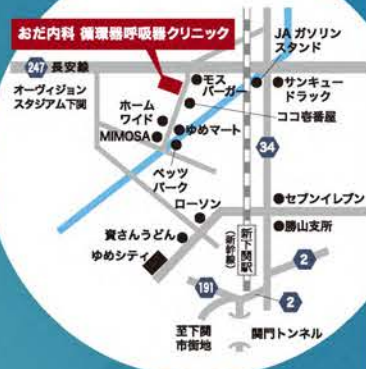 おだ内科 循環器呼吸器クリニック
JA ガソリン
スタンド
247 長安線
オーヴィジョン
スタジアム下関
モス
バーガー
サンキュー
ドラック
ホーム
ワイド
ココ壱番屋
MIMOSA
ゆめマート
34
ペッツ
パーク
ローソン
セブンイレブン
資さんうどん
新下関駅
(新幹線)
勝山支所
ゆめシティ
2
191
2
至下関
市街地
関門トンネル